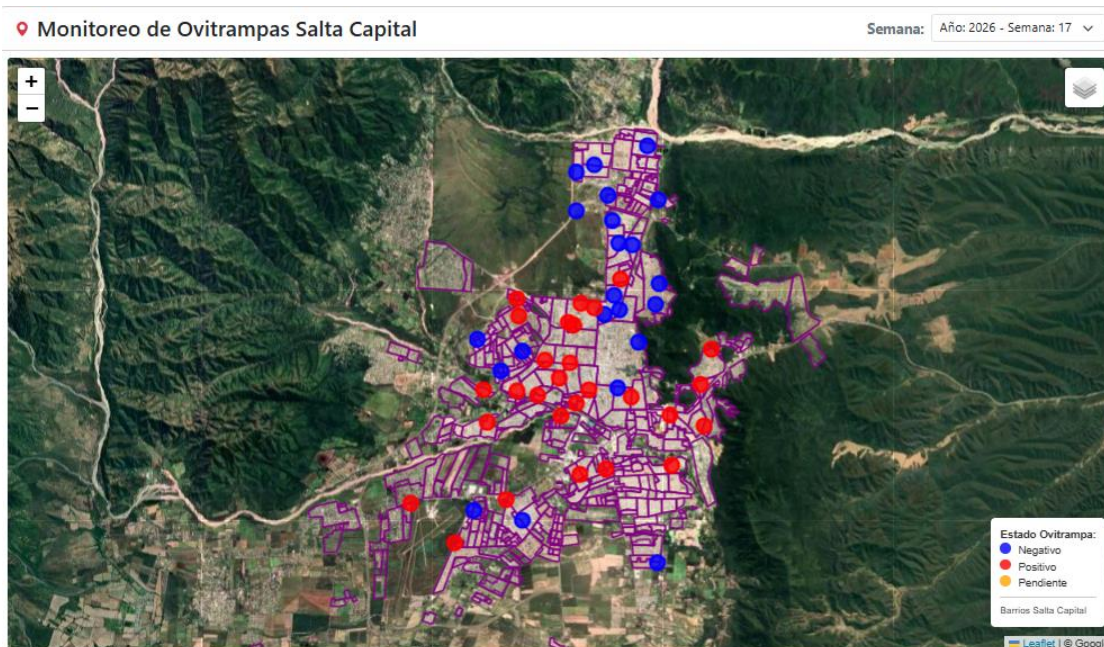 Monitoreo de Ovitrampas Salta Capital
Semana: Año: 2026 - Semana: 17
+
−
Estado Ovitrampa:
Negativo
Positivo
Pendiente
Barrios Salta Capital
Leaflet | © Googl